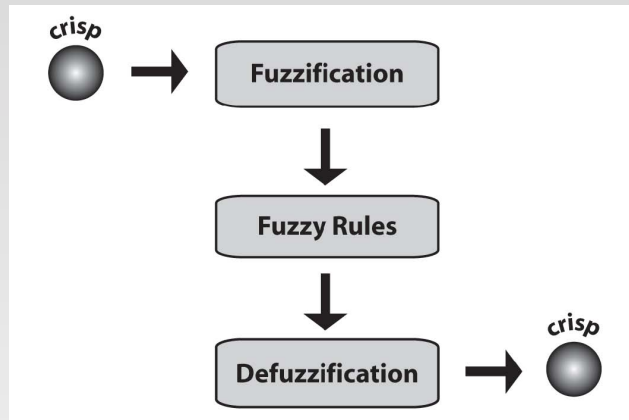 crisp
Fuzzification
Fuzzy Rules
Defuzzification
crisp